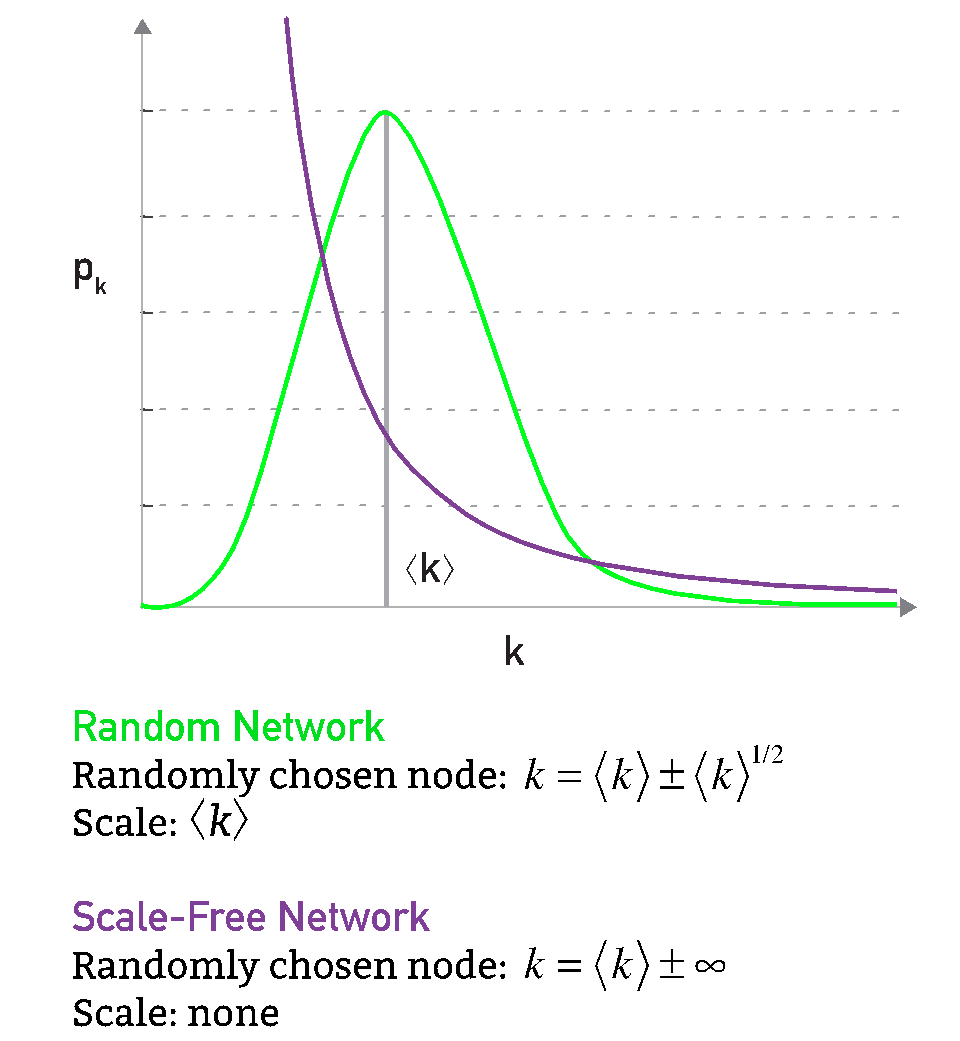 pₖ
⟨k⟩
k
Random Network
Randomly chosen node: k = ⟨k⟩ ± ⟨k⟩^1/2
Scale: ⟨k⟩
Scale-Free Network
Randomly chosen node: k = ⟨k⟩ ± ∞
Scale: none